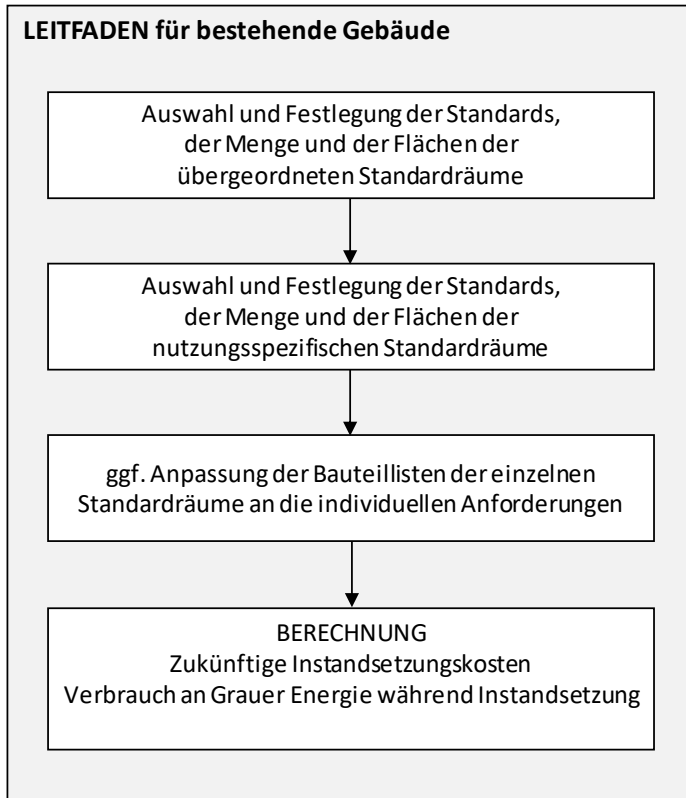 LEITFADEN für bestehende Gebäude
Auswahl und Festlegung der Standards,
der Menge und der Flächen der
übergeordneten Standardräume
Auswahl und Festlegung der Standards,
der Menge und der Flächen der
nutzungsspezifischen Standardräume
ggf. Anpassung der Bauteillisten der einzelnen
Standardräume an die individuellen Anforderungen
BERECHNUNG
Zukünftige Instandsetzungskosten
Verbrauch an Grauer Energie während Instandsetzung